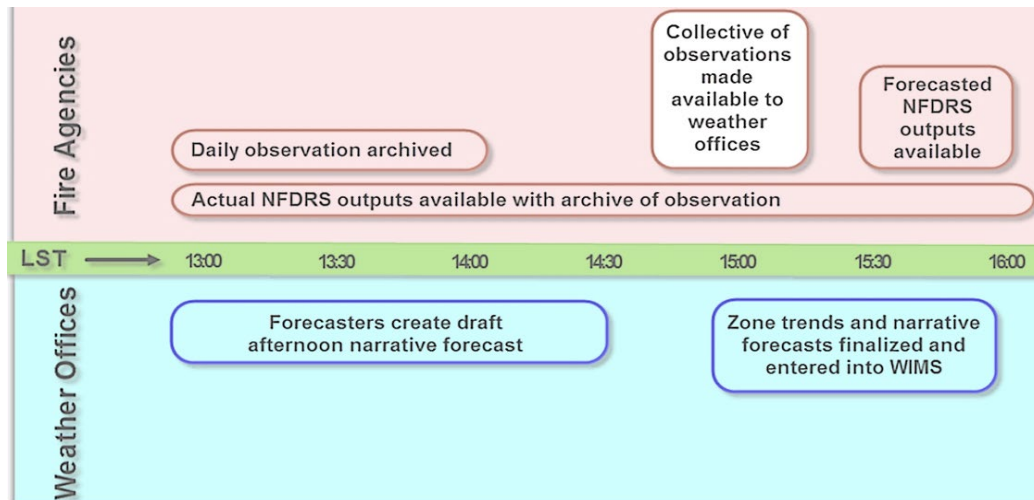 Fire Agencies
Collective of
observations
made
available to
weather
offices
Forecasted
NFDRS
outputs
available
Daily observation archived
Actual NFDRS outputs available with archive of observation
LST 13:00 13:30 14:00 14:30 15:00 15:30 16:00
Weather Offices
Forecasters create draft
afternoon narrative forecast
Zone trends and narrative
forecasts finalized and
entered into WIMS